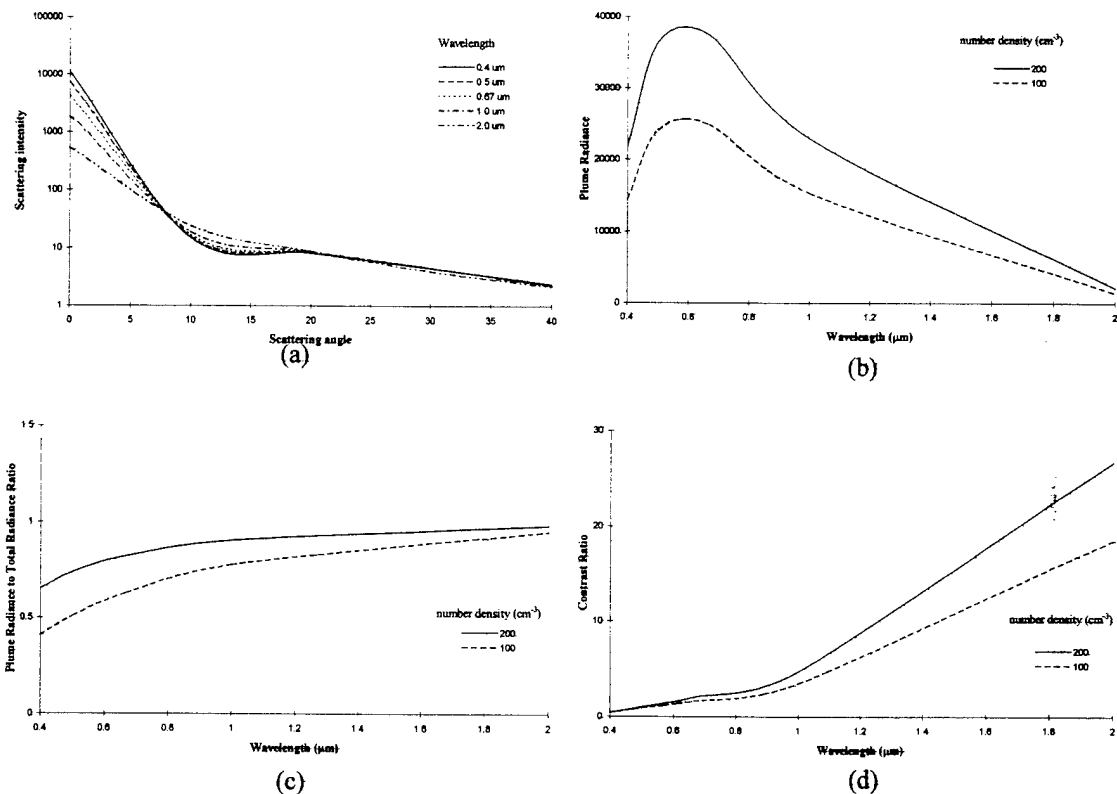 100000
10000
1000
100
10
1
Scattering intensity
0 5 10 15 20 25 30 35 40
Scattering angle
Wavelength
0.4 um
0.5 um
0.67 um
1.0 um
2.0 um
(a)
40000
30000
20000
10000
0
Plume Radiance
0.4 0.6 0.8 1 1.2 1.4 1.6 1.8 2
Wavelength (μm)
number density (cm-3)
200
100
(b)
1.5
1
0.5
0
Plume Radiance to Total Radiance Ratio
0.4 0.6 0.8 1 1.2 1.4 1.6 1.8 2
Wavelength (μm)
number density (cm-3)
200
100
(c)
30
20
10
0
Contrast Ratio
0.4 0.6 0.8 1 1.2 1.4 1.6 1.8 2
Wavelength (μm)
number density (cm-3)
200
100
(d)